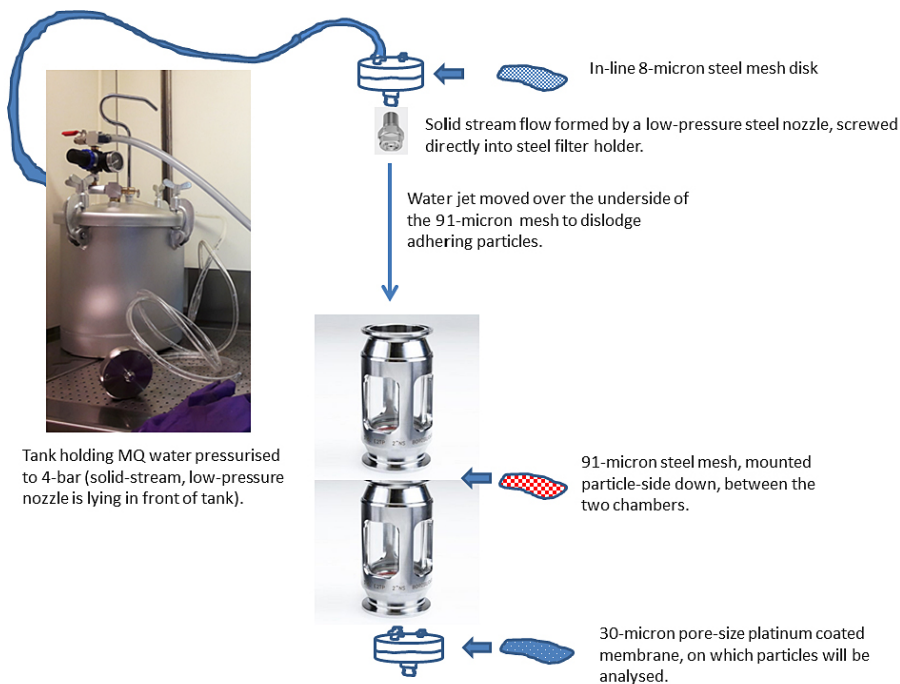 In-line 8-micron steel mesh disk
Solid stream flow formed by a low-pressure steel nozzle, screwed
directly into steel filter holder.
Water jet moved over the underside of
the 91-micron mesh to dislodge
adhering particles.
Tank holding MQ water pressurised
to 4-bar (solid-stream, low-pressure
nozzle is lying in front of tank).
91-micron steel mesh, mounted
particle-side down, between the
two chambers.
30-micron pore-size platinum coated
membrane, on which particles will be
analysed.